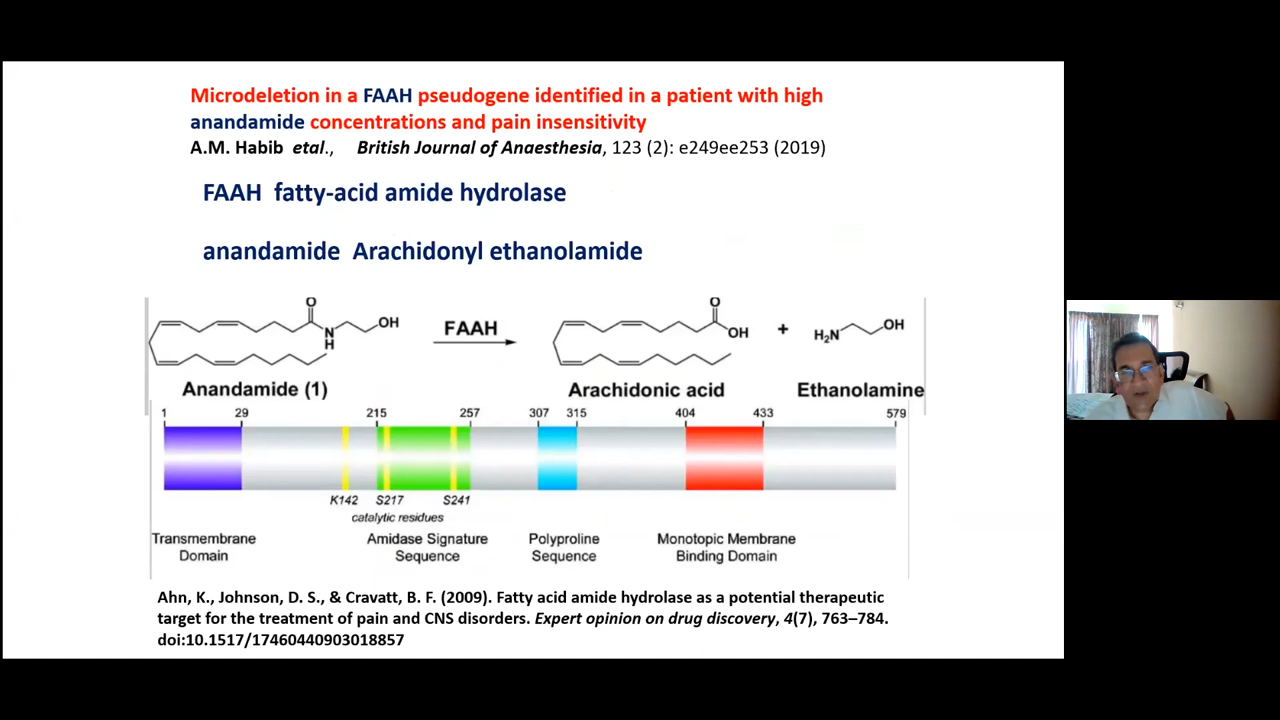 Microdeletion in a FAAH pseudogene identified in a patient with high
anandamide concentrations and pain insensitivity
A.M. Habib etal., British Journal of Anaesthesia, 123 (2): e249ee253 (2019)
FAAH fatty-acid amide hydrolase
anandamide Arachidonyl ethanolamide
O
N
H
OH
FAAH
O
OH
+
H₂N
OH
Anandamide (1)
Arachidonic acid
Ethanolamine
1 29 215 257 307 315 404 433 579
K142 S217 S241
catalytic residues
Transmembrane
Domain
Amidase Signature
Sequence
Polyproline
Sequence
Monotopic Membrane
Binding Domain
Ahn, K., Johnson, D. S., & Cravatt, B. F. (2009). Fatty acid amide hydrolase as a potential therapeutic
target for the treatment of pain and CNS disorders. Expert opinion on drug discovery, 4(7), 763–784.
doi:10.1517/17460440903018857